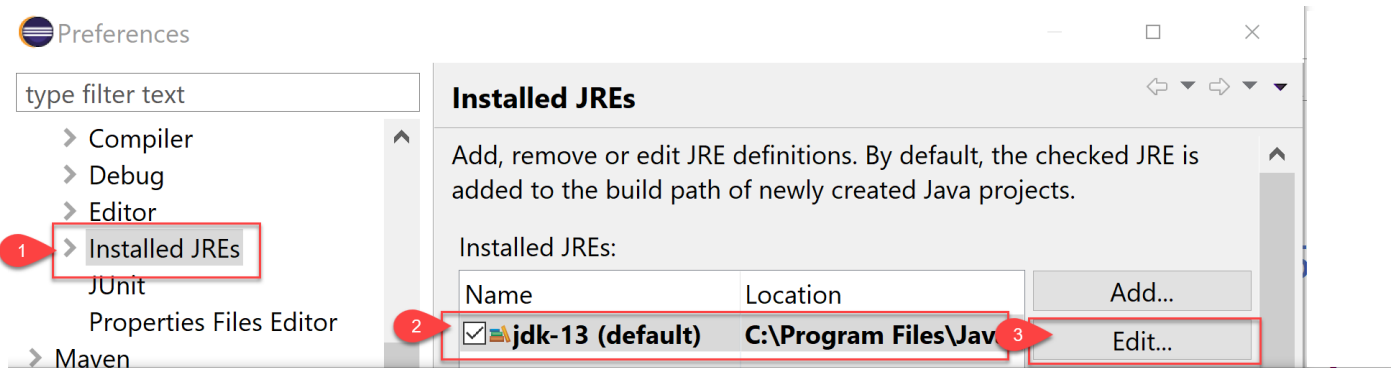 Preferences
type filter text
Compiler
Debug
Editor
1
Installed JREs
JUnit
Properties Files Editor
Maven
Installed JREs
Add, remove or edit JRE definitions. By default, the checked JRE is
added to the build path of newly created Java projects.
Installed JREs:
Name Location
2 jdk-13 (default) C:\Program Files\Jav
Add...
3 Edit...